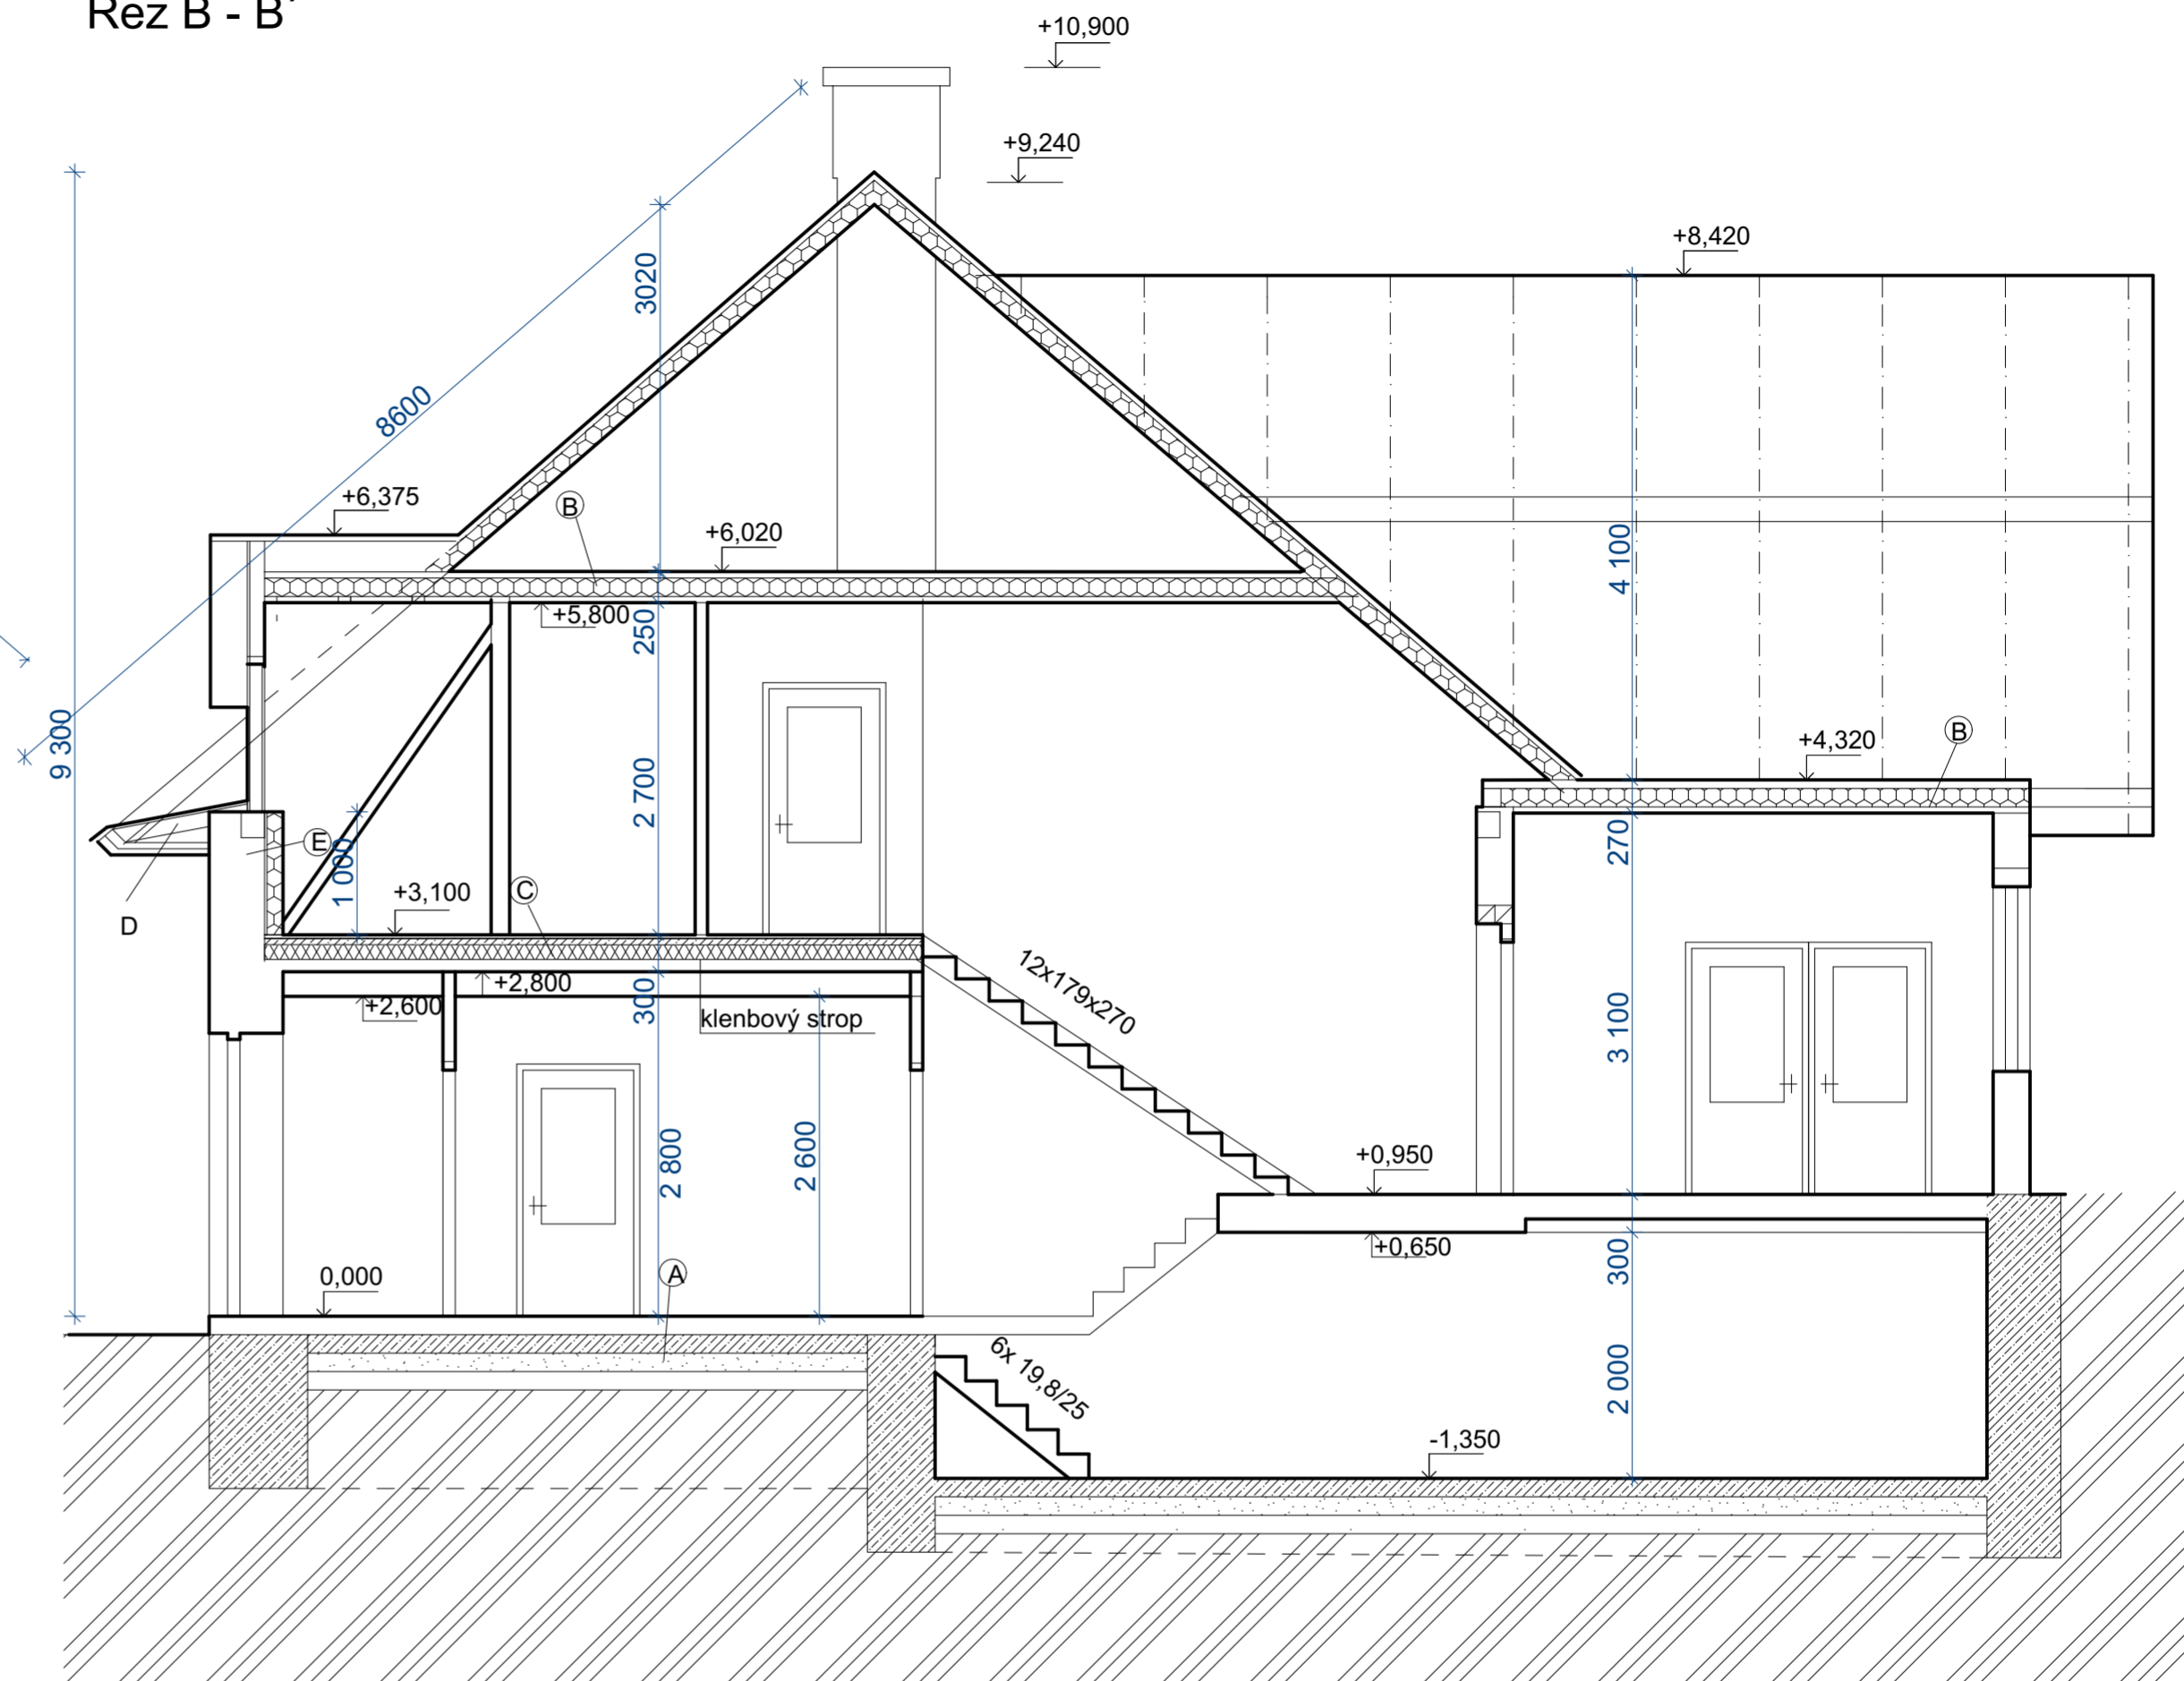 Rez B - B'
+10,900
+9,240
+8,420
3020
8600
+6,375
B
+6,020
4 100
+5,800
250
9 300
+4,320
B
2 700
270
E
1 000
C
+3,100
D
12x179x270
+2,800
+2,600
300
klenbový strop
3 100
2 800
2 600
+0,950
+0,650
300
0,000
A
6x 19,8/25
2 000
-1,350